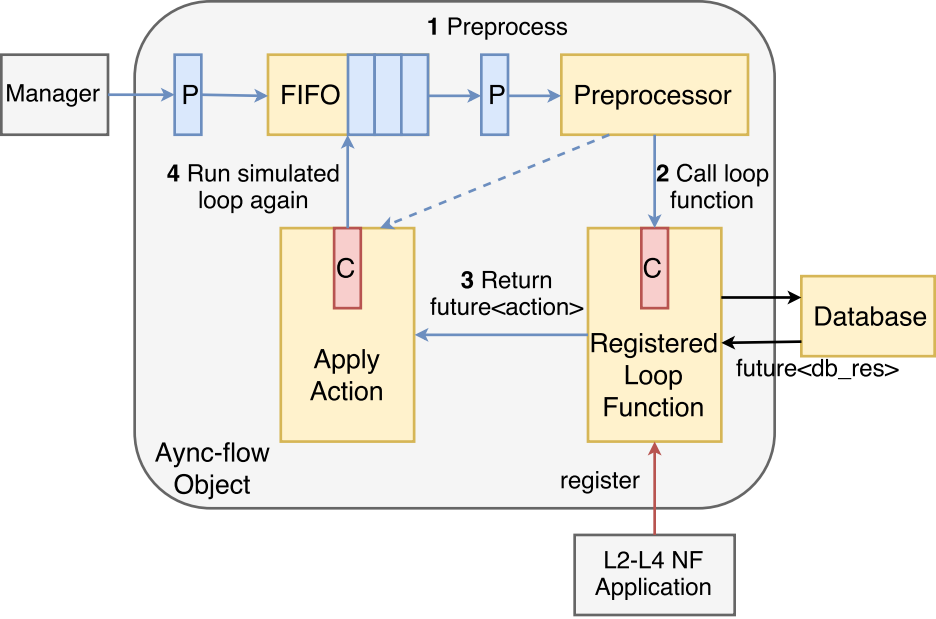 1 Preprocess
Manager
P
FIFO
P
Preprocessor
4 Run simulated
loop again
2 Call loop
function
C
C
3 Return
future<action>
Apply
Action
Registered
Loop
Function
Database
future<db_res>
Aync-flow
Object
register
L2-L4 NF
Application